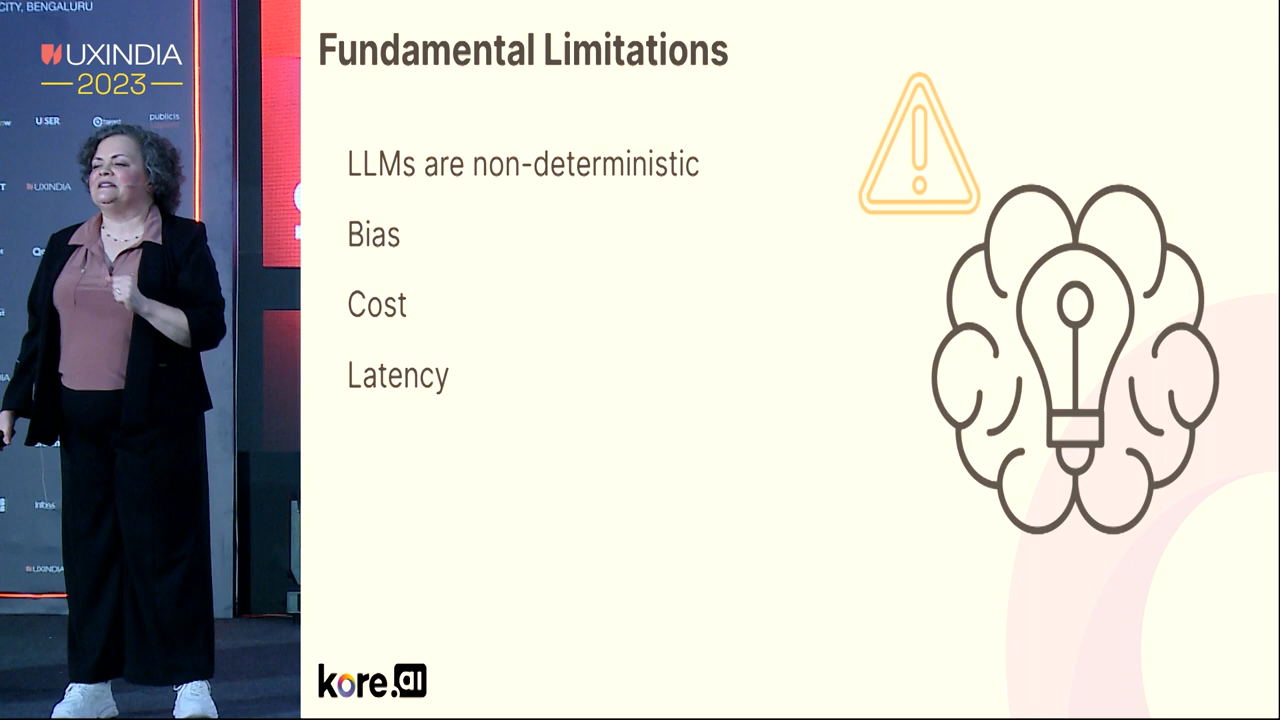 CITY, BENGALURU
UXINDIA
2023
USER
publicis
UXINDIA
Fundamental Limitations
LLMs are non-deterministic
Bias
Cost
Latency
UXINDIA
kore.ai